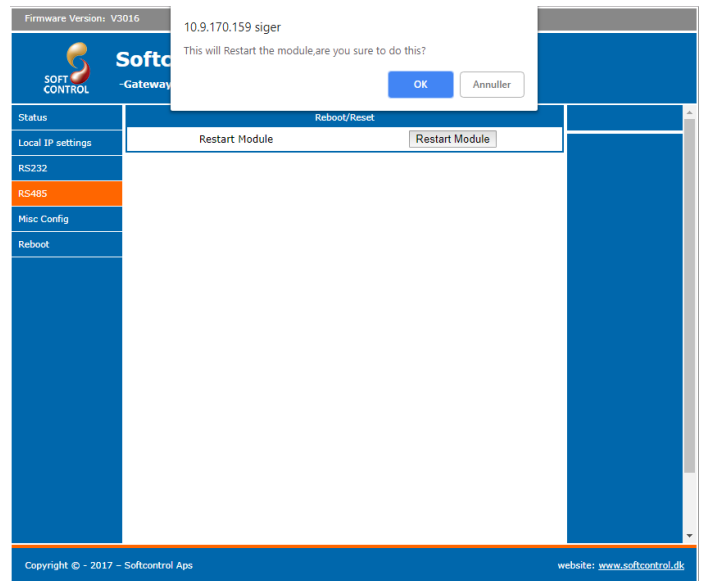 Firmware Version: V3016
10.9.170.159 siger
This will Restart the module,are you sure to do this?
OK
Annuller
SOFT
CONTROL
Softc
-Gateway
Status
Local IP settings
RS232
RS485
Misc Config
Reboot
Reboot/Reset
Restart Module
Restart Module
Copyright © - 2017 – Softcontrol Aps
website: www.softcontrol.dk